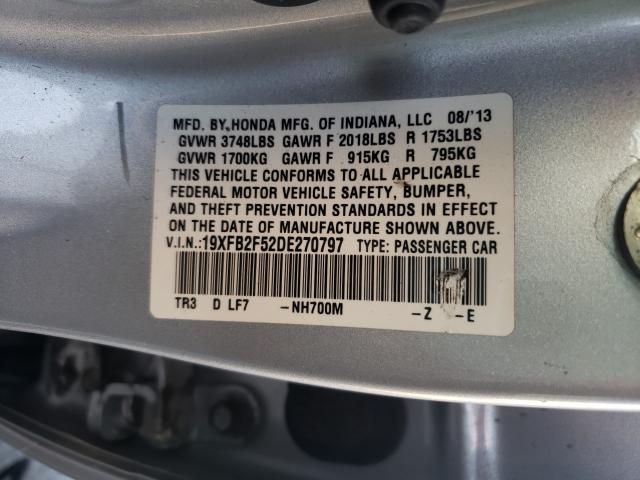 MFD. BY HONDA MFG. OF INDIANA, LLC 08/'13
GVWR 3748LBS GAWR F 2018LBS R 1753LBS
GVWR 1700KG GAWR F 915KG R 795KG
THIS VEHICLE CONFORMS TO ALL APPLICABLE
FEDERAL MOTOR VEHICLE SAFETY, BUMPER,
AND THEFT PREVENTION STANDARDS IN EFFECT
ON THE DATE OF MANUFACTURE SHOWN ABOVE.
V.I.N.:19XFB2F52DE270797 TYPE: PASSENGER CAR
TR3 D LF7 -NH700M -Z -E